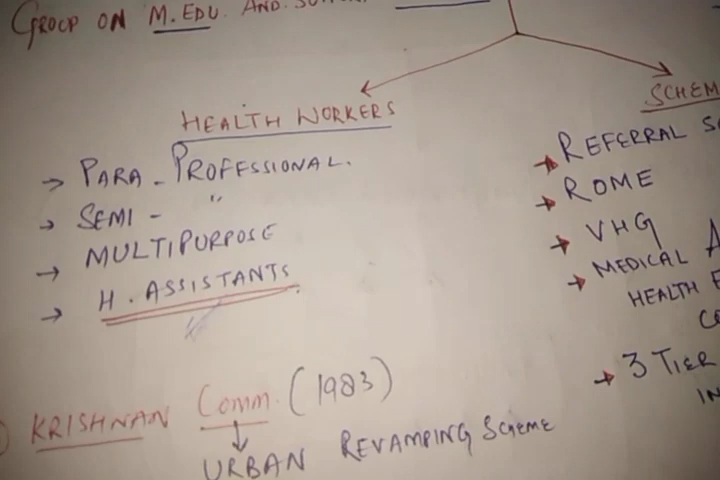 GROUP ON M.EDU. AND.
HEALTH WORKERS
→ PARA - PROFESSIONAL.
→ SEMI - "
→ MULTIPURPOSE
→ H. ASSISTANTS
SCHEM
→ REFERRAL
→ ROME
→ VHG
→ MEDICAL
HEALTH
→ 3 TIER
IN
KRISHNAN Comm. (1983)
URBAN REVAMPING SCHEME